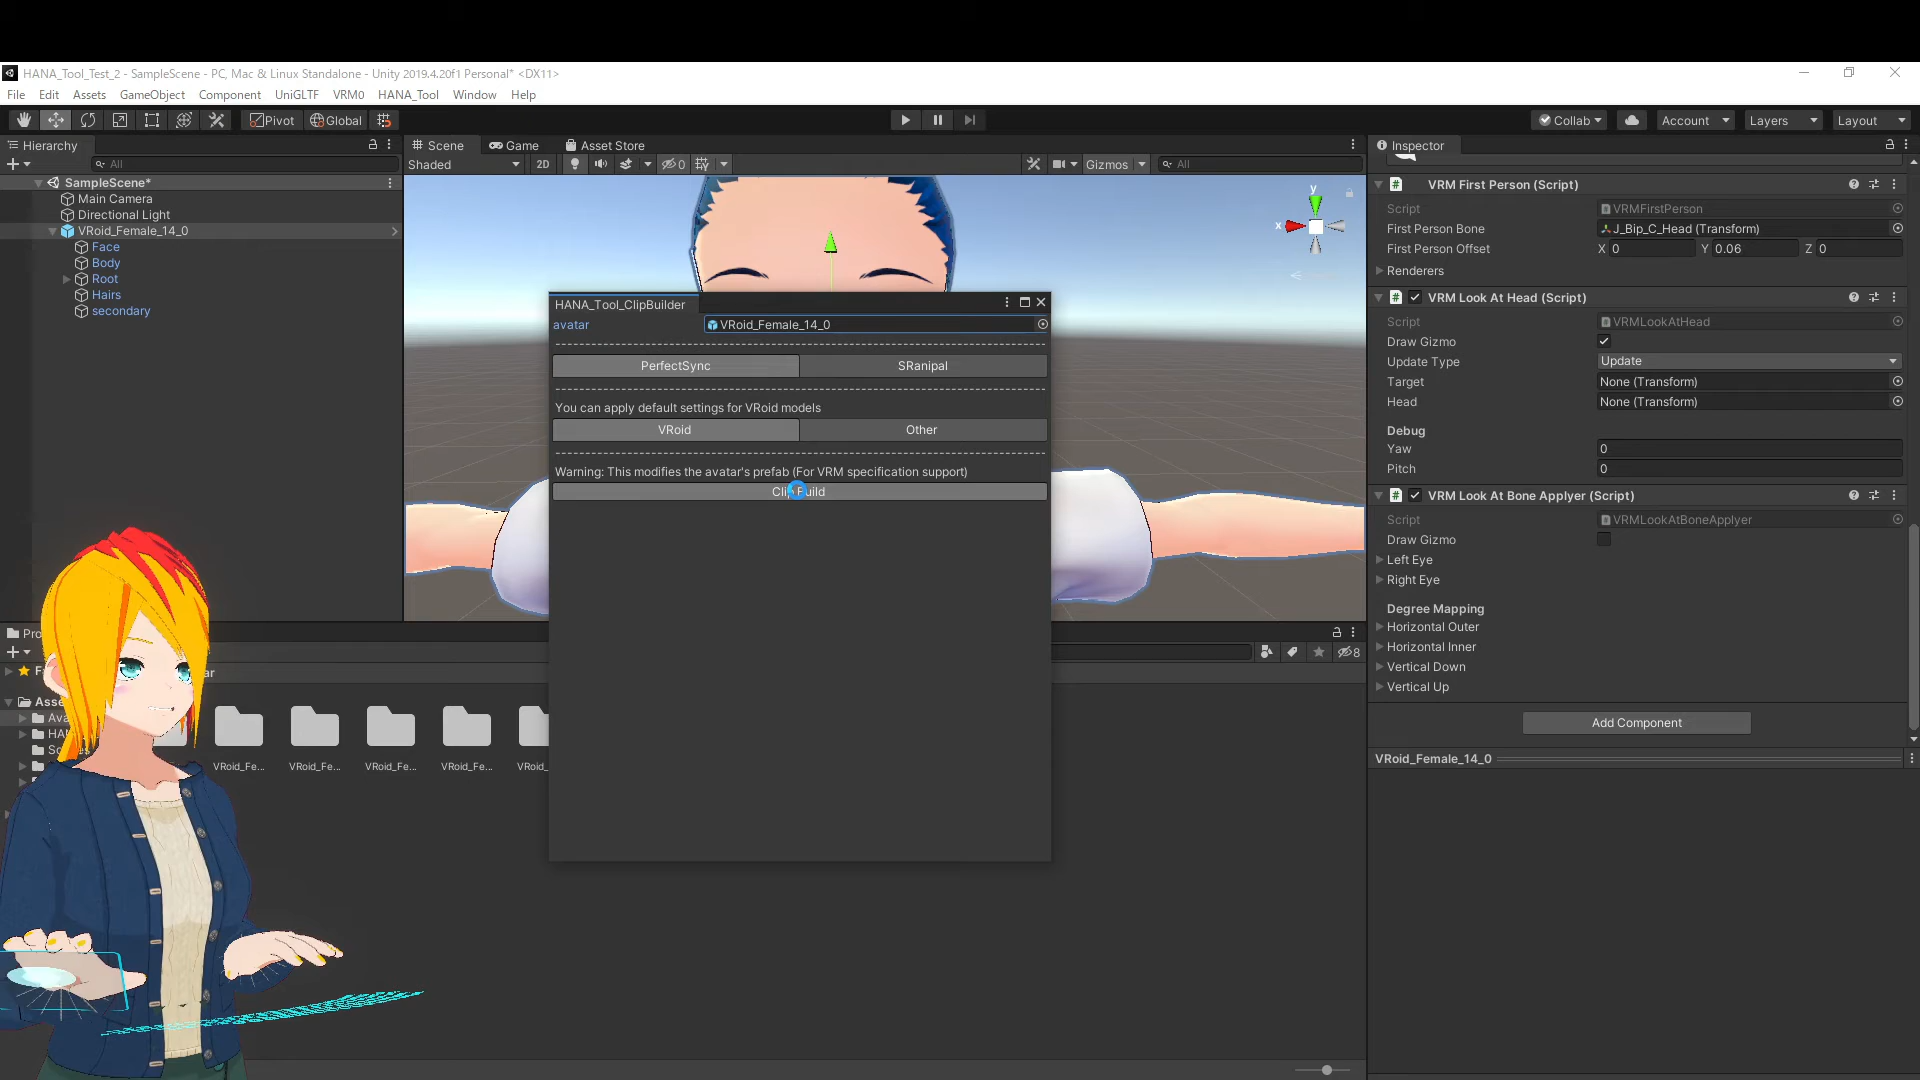 HANA_Tool_Test_2 - SampleScene - PC, Mac & Linux Standalone - Unity 2019.4.20f1 Personal* <DX11>
File Edit Assets GameObject Component UniGLTF VRM0 HANA_Tool Window Help
Pivot Global Collab Account Layers Layout
Hierarchy
All
SampleScene*
Main Camera
Directional Light
VRoid_Female_14_0
Face
Body
Root
Hairs
secondary
Scene Game Asset Store
Shaded 2D 0 Gizmos All
y
x
HANA_Tool_ClipBuilder
avatar VRoid_Female_14_0
PerfectSync SRanipal
You can apply default settings for VRoid models
VRoid Other
Warning: This modifies the avatar's prefab (For VRM specification support)
8
VRoid_Fe... VRoid_Fe... VRoid_Fe... VRoid_Fe... VRoid_
Inspector
VRM First Person (Script)
Script VRMFirstPerson
First Person Bone J_Bip_C_Head (Transform)
First Person Offset X 0 Y 0.06 Z 0
Renderers
VRM Look At Head (Script)
Script VRMLookAtHead
Draw Gizmo
Update Type Update
Target None (Transform)
Head None (Transform)
Debug
Yaw 0
Pitch 0
VRM Look At Bone Applyer (Script)
Script VRMLookAtBoneApplyer
Draw Gizmo
Left Eye
Right Eye
Degree Mapping
Horizontal Outer
Horizontal Inner
Vertical Down
Vertical Up
Add Component
VRoid_Female_14_0